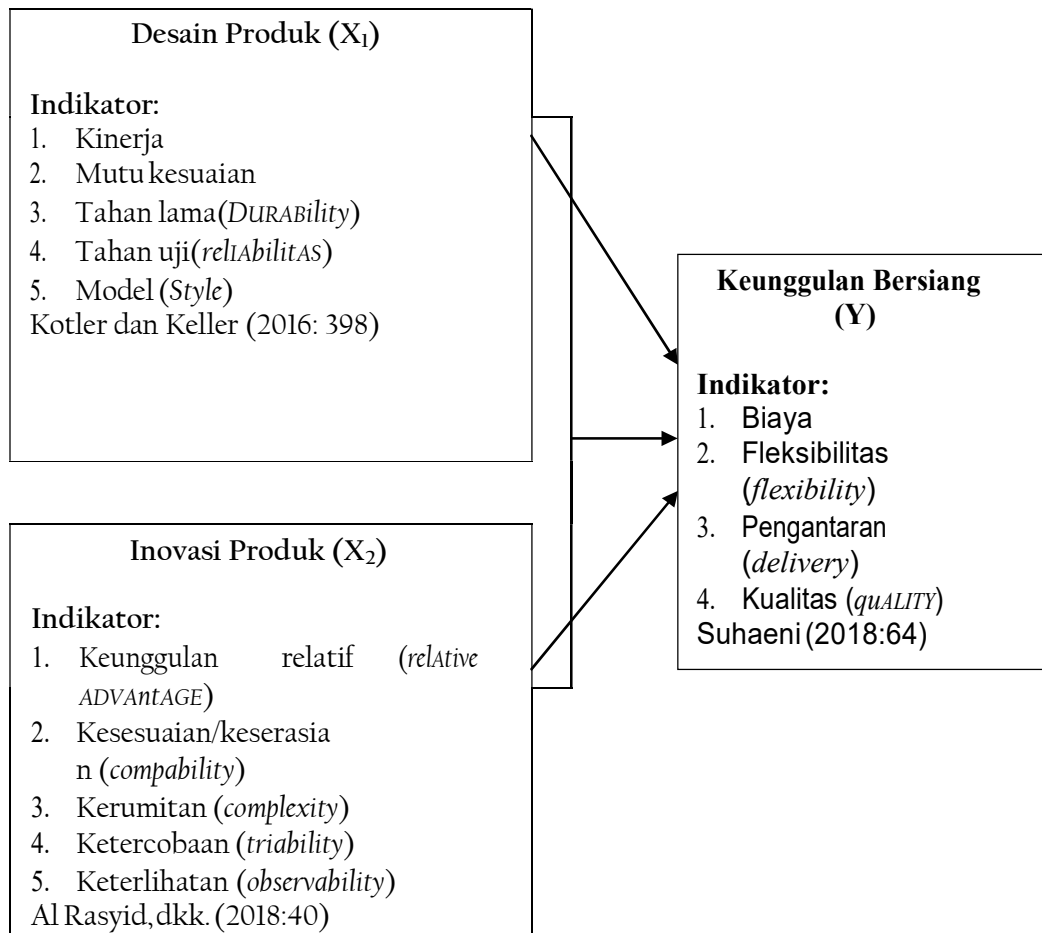 Desain Produk (X1)
Indikator:
1. Kinerja
2. Mutu kesuaian
3. Tahan lama (DURABility)
4. Tahan uji (relIAbilitAS)
5. Model (Style)
Kotler dan Keller (2016: 398)
Inovasi Produk (X2)
Indikator:
1. Keunggulan relatif (relAtive
ADVAntAGE)
2. Kesesuaian/keserasia
n (compability)
3. Kerumitan (complexity)
4. Ketercobaan (triability)
5. Keterlihatan (observability)
Al Rasyid, dkk. (2018:40)
Keunggulan Bersiang
(Y)
Indikator:
1. Biaya
2. Fleksibilitas
(flexibility)
3. Pengantaran
(delivery)
4. Kualitas (quALITY)
Suhaeni (2018:64)